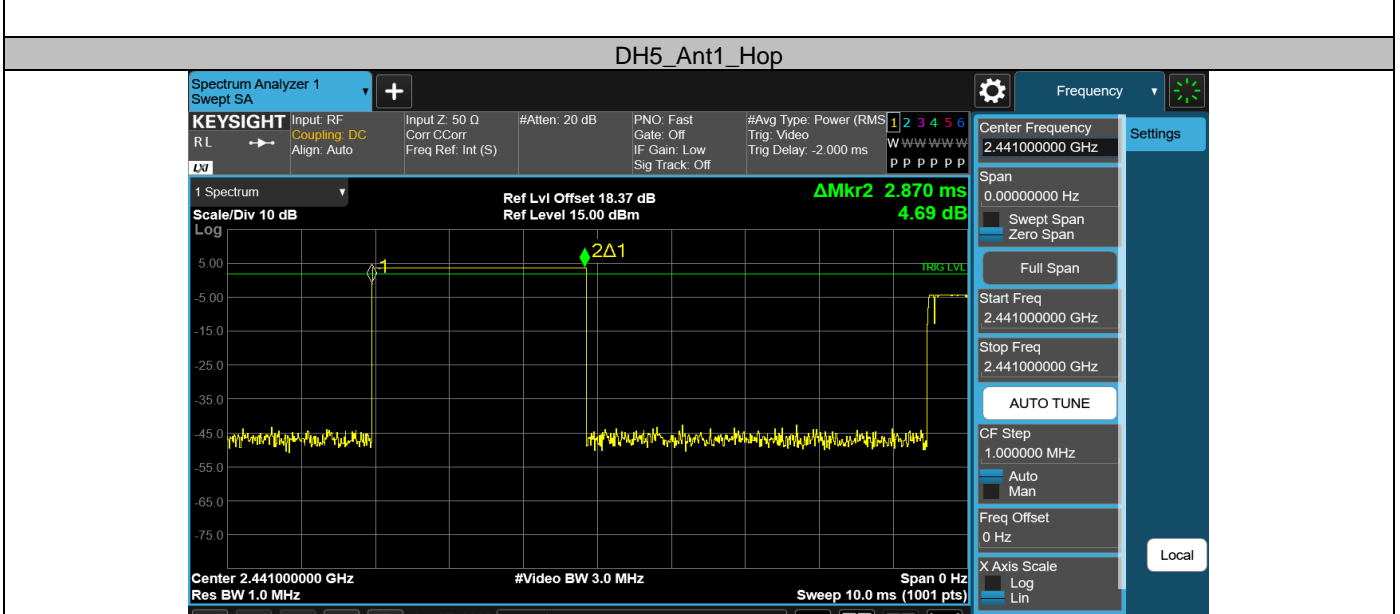 DH5_Ant1_Hop
Spectrum Analyzer 1
Swept SA
Frequency
KEYSIGHT
RL
LXI
Input: RF
Coupling: DC
Align: Auto
Input Z: 50 Ω
Corr CCorr
Freq Ref: Int (S)
#Atten: 20 dB
PNO: Fast
Gate: Off
IF Gain: Low
Sig Track: Off
#Avg Type: Power (RMS
Trig: Video
Trig Delay: -2.000 ms
1 2 3 4 5 6
W W W W W W
P P P P P P
1 Spectrum
Scale/Div 10 dB
Log
Ref Lvl Offset 18.37 dB
Ref Level 15.00 dBm
ΔMkr2 2.870 ms
4.69 dB
2Δ1
1
TRIG LVL
5.00
-5.00
-15.0
-25.0
-35.0
-45.0
-55.0
-65.0
-75.0
Center 2.441000000 GHz
Res BW 1.0 MHz
#Video BW 3.0 MHz
Span 0 Hz
Sweep 10.0 ms (1001 pts)
Center Frequency
2.441000000 GHz
Settings
Span
0.00000000 Hz
Swept Span
Zero Span
Full Span
Start Freq
2.441000000 GHz
Stop Freq
2.441000000 GHz
AUTO TUNE
CF Step
1.000000 MHz
Auto
Man
Freq Offset
0 Hz
X Axis Scale
Log
Lin
Local